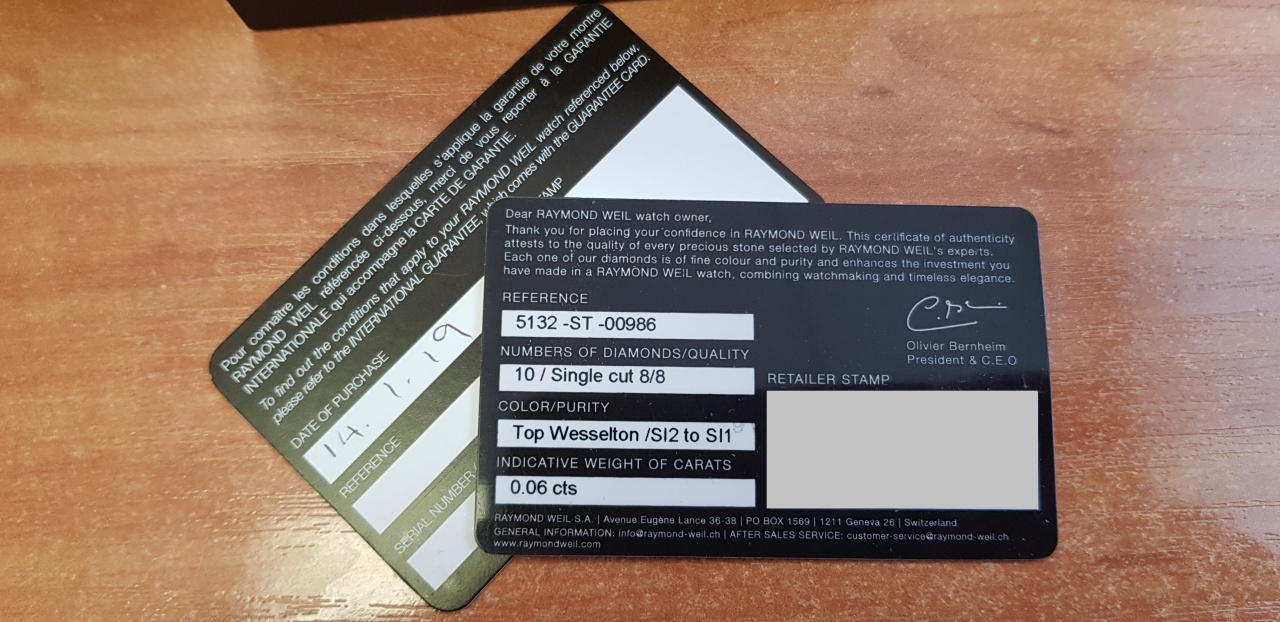 Pour connaître les conditions dans lesquelles s'applique la garantie de votre montre
RAYMOND WEIL référencée ci-dessous, merci de vous reporter à la GARANTIE
INTERNATIONALE qui accompagne la CARTE DE GARANTIE.
To find out the conditions that apply to your RAYMOND WEIL watch referenced below,
please refer to the INTERNATIONAL GUARANTEE, which comes with the GUARANTEE CARD.
DATE OF PURCHASE
14. 1. 19
REFERENCE
SERIAL NUMBER
Dear RAYMOND WEIL watch owner,
Thank you for placing your confidence in RAYMOND WEIL. This certificate of authenticity
attests to the quality of every precious stone selected by RAYMOND WEIL's experts.
Each one of our diamonds is of fine colour and purity and enhances the investment you
have made in a RAYMOND WEIL watch, combining watchmaking and timeless elegance.
REFERENCE
5132 -ST -00986
NUMBERS OF DIAMONDS/QUALITY
10 / Single cut 8/8
COLOR/PURITY
Top Wesselton /SI2 to SI1
INDICATIVE WEIGHT OF CARATS
0.06 cts
Olivier Bernheim
President & C.E.O
RETAILER STAMP
RAYMOND WEIL S.A. | Avenue Eugène Lance 36-38 | PO BOX 1569 | 1211 Geneva 26 | Switzerland
GENERAL INFORMATION: info@raymond-weil.ch | AFTER SALES SERVICE: customer-service@raymond-weil.ch
www.raymondweil.com